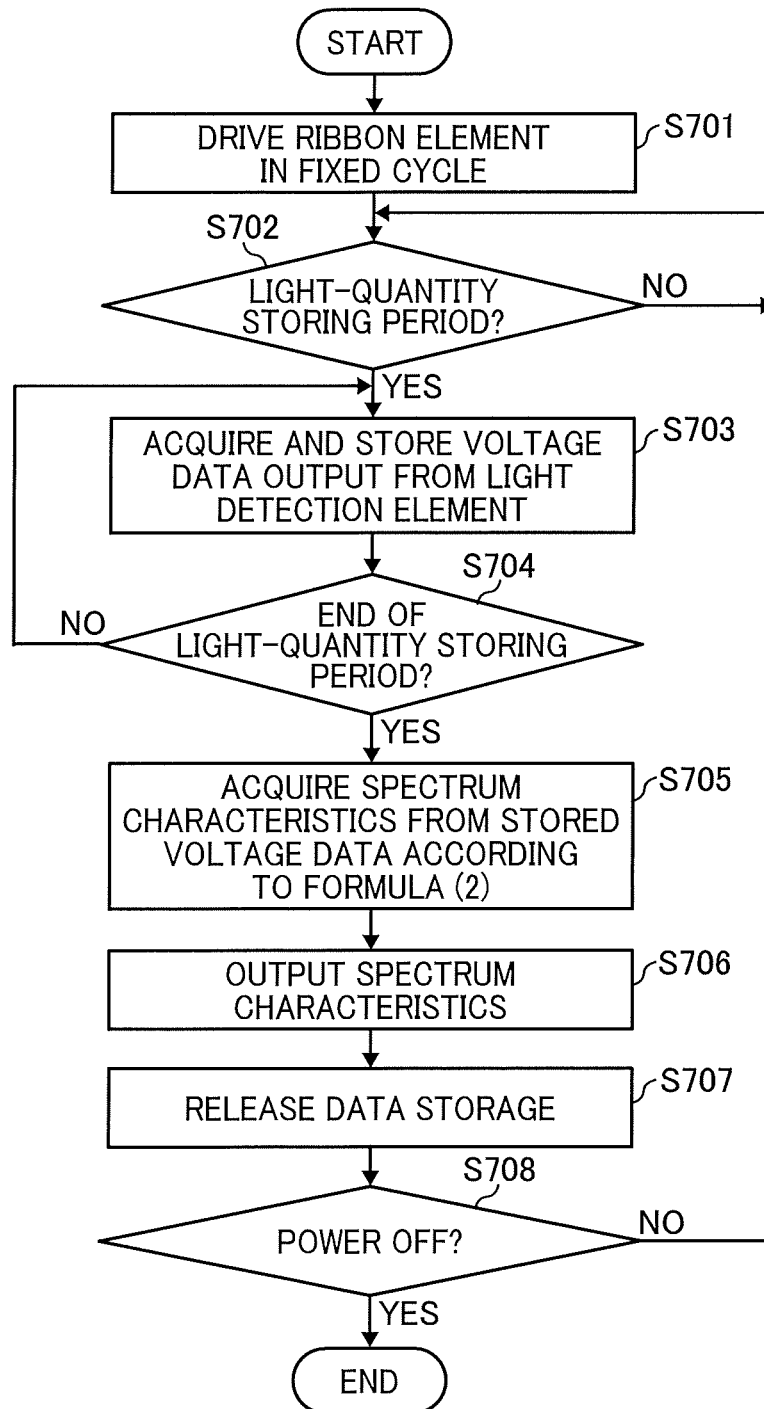 START
DRIVE RIBBON ELEMENT
IN FIXED CYCLE
S701
S702
LIGHT-QUANTITY
STORING PERIOD?
NO
YES
ACQUIRE AND STORE VOLTAGE
DATA OUTPUT FROM LIGHT
DETECTION ELEMENT
S703
S704
END OF
LIGHT-QUANTITY STORING
PERIOD?
NO
YES
ACQUIRE SPECTRUM
CHARACTERISTICS FROM STORED
VOLTAGE DATA ACCORDING
TO FORMULA (2)
S705
OUTPUT SPECTRUM
CHARACTERISTICS
S706
RELEASE DATA STORAGE
S707
S708
POWER OFF?
NO
YES
END